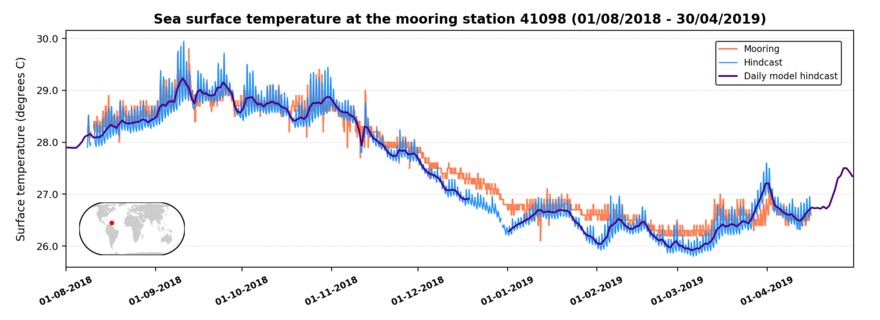 Sea surface temperature at the mooring station 41098 (01/08/2018 - 30/04/2019)
Surface temperature (degrees C)
30.0
29.0
28.0
27.0
26.0
Mooring
Hindcast
Daily model hindcast
01-08-2018
01-09-2018
01-10-2018
01-11-2018
01-12-2018
01-01-2019
01-02-2019
01-03-2019
01-04-2019